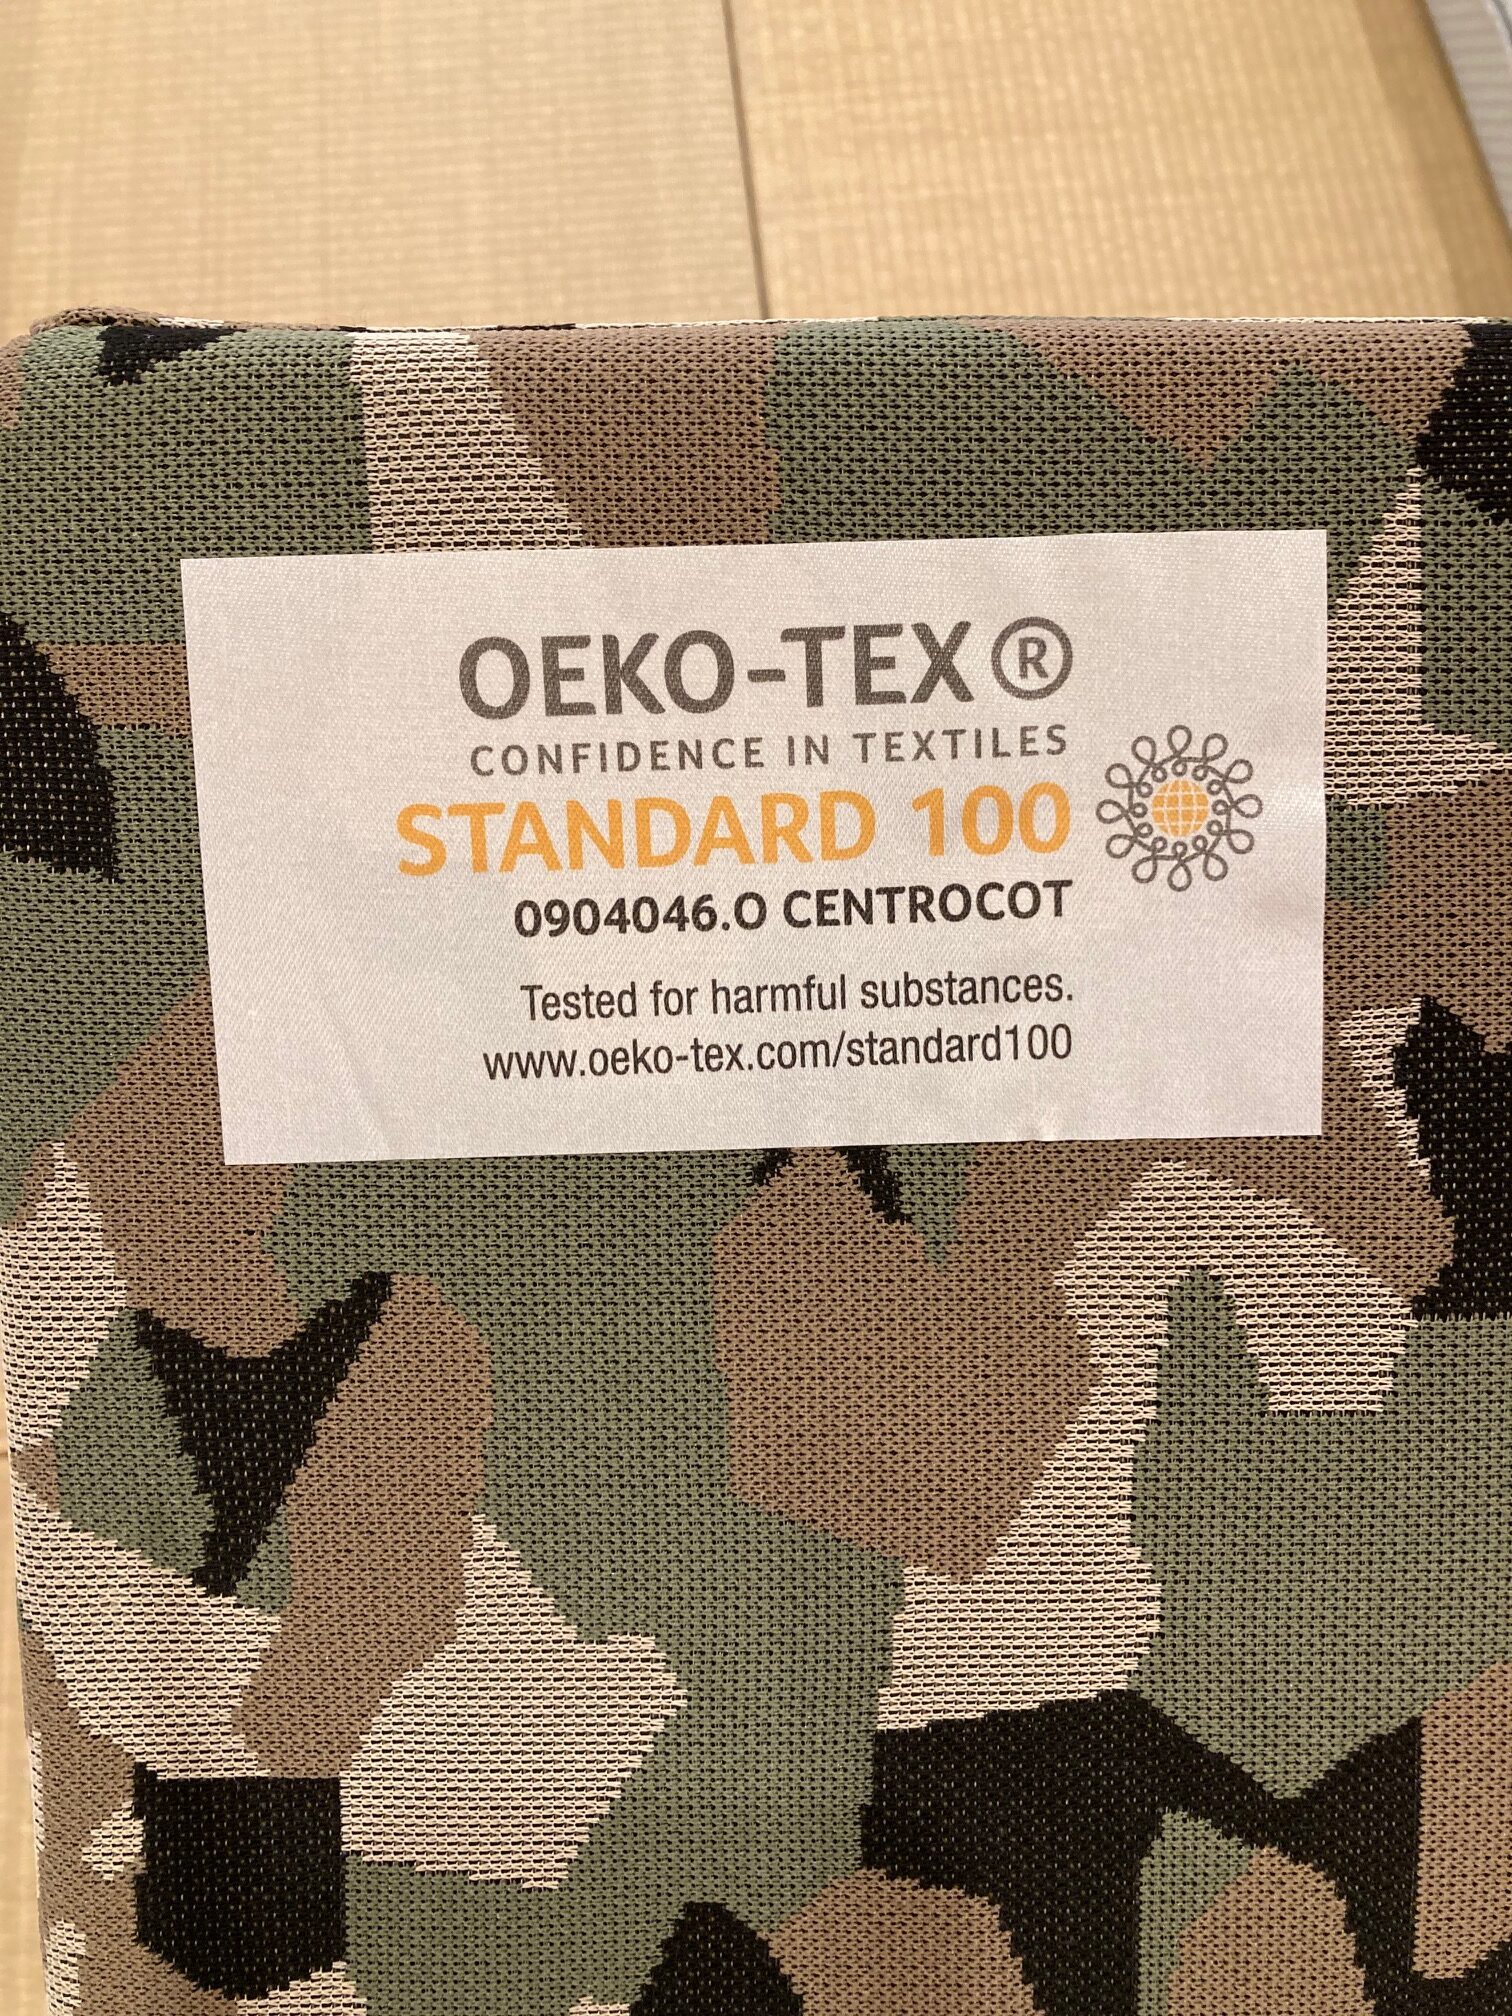 OEKO-TEX®
CONFIDENCE IN TEXTILES
STANDARD 100
0904046.O CENTROCOT
Tested for harmful substances.
www.oeko-tex.com/standard100